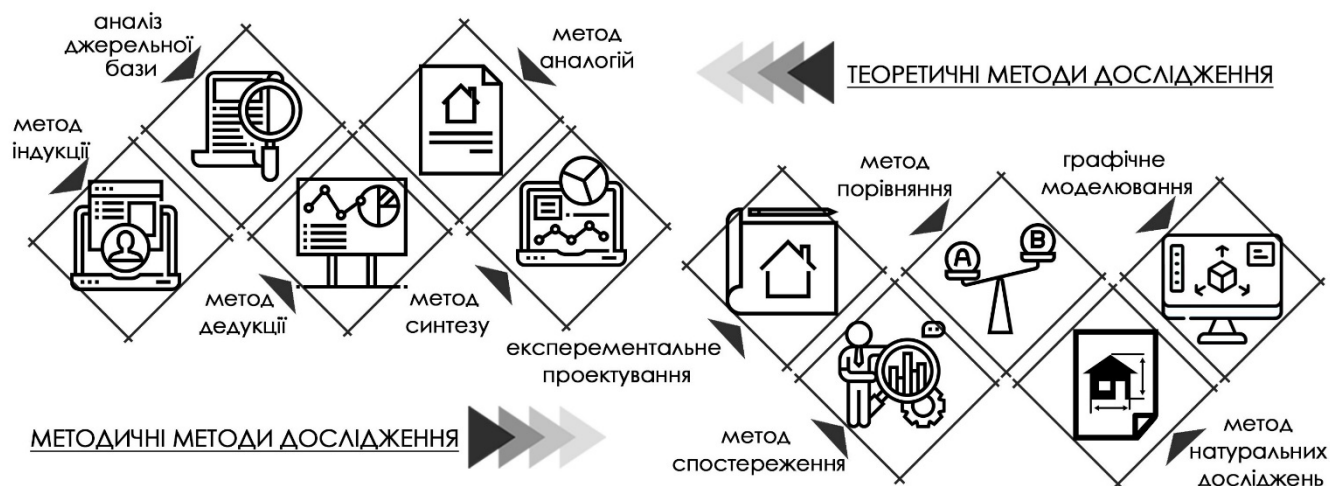 аналіз
джерельної
бази
метод
аналогій
ТЕОРЕТИЧНІ МЕТОДИ ДОСЛІДЖЕННЯ
метод
індукції
метод
порівняння
графічне
моделювання
A
B
метод
дедукції
метод
синтезу
експерементальне
проектування
МЕТОДИЧНІ МЕТОДИ ДОСЛІДЖЕННЯ
метод
спостереження
метод
натуральних
досліджень